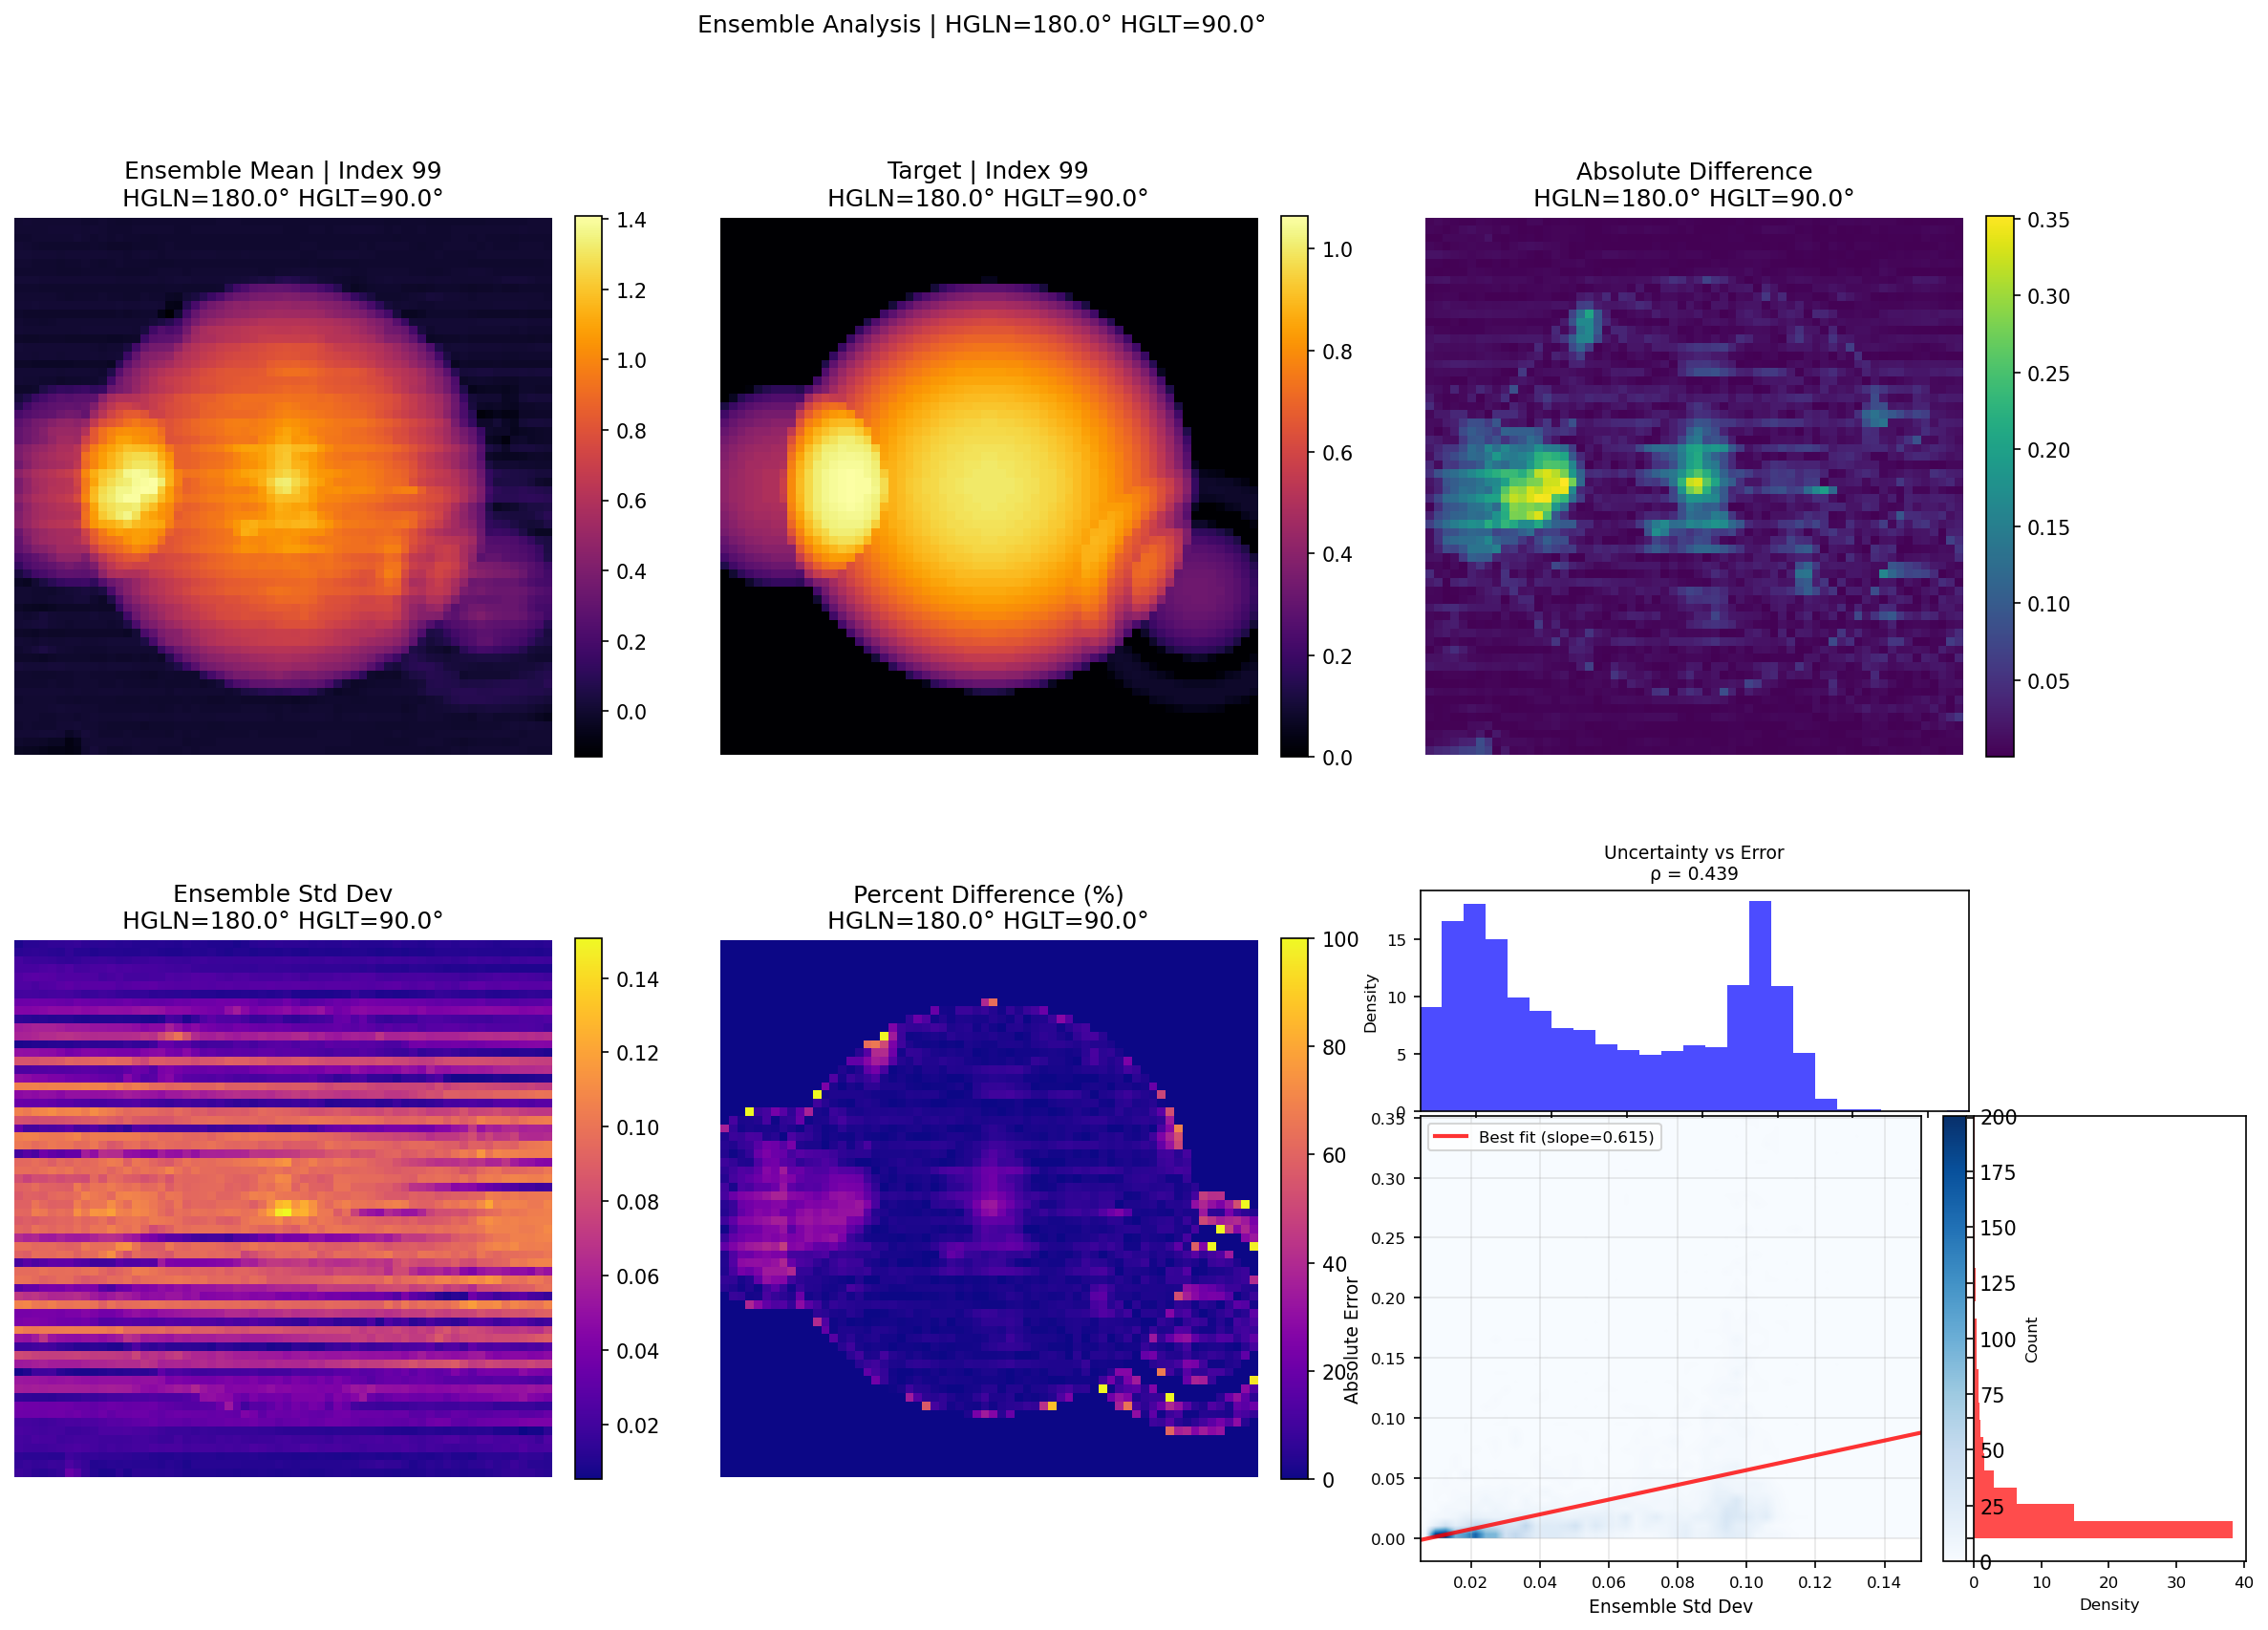 Ensemble Analysis | HGLN=180.0° HGLT=90.0°
Ensemble Mean | Index 99
HGLN=180.0° HGLT=90.0°
1.4
1.2
1.0
0.8
0.6
0.4
0.2
0.0
Target | Index 99
HGLN=180.0° HGLT=90.0°
1.0
0.8
0.6
0.4
0.2
0.0
Absolute Difference
HGLN=180.0° HGLT=90.0°
0.35
0.30
0.25
0.20
0.15
0.10
0.05
Ensemble Std Dev
HGLN=180.0° HGLT=90.0°
0.14
0.12
0.10
0.08
0.06
0.04
0.02
Percent Difference (%)
HGLN=180.0° HGLT=90.0°
100
80
60
40
20
0
Uncertainty vs Error
ρ = 0.439
Density
15
10
5
0
Best fit (slope=0.615)
Absolute Error
0.35
0.30
0.25
0.20
0.15
0.10
0.05
0.00
0.02 0.04 0.06 0.08 0.10 0.12 0.14
Ensemble Std Dev
200
175
150
125
100
75
50
25
0
Count
0 10 20 30 40
Density